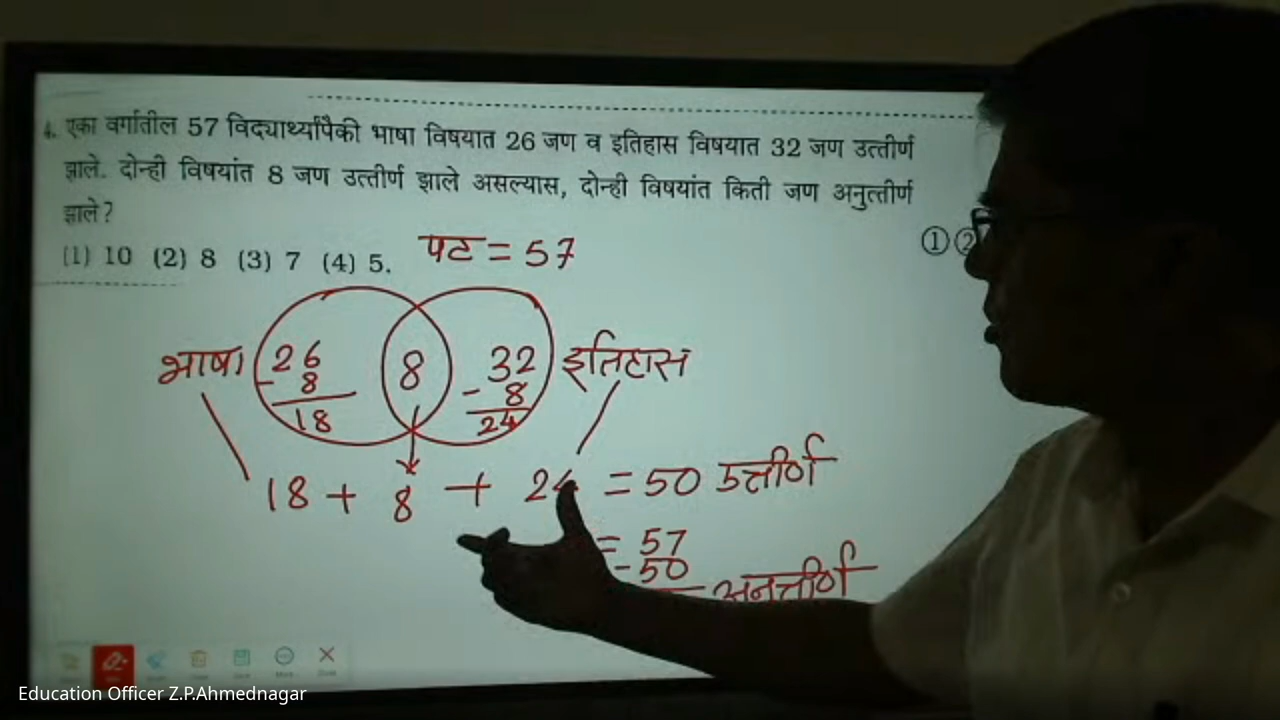 4. एका वर्गातील 57 विद्यार्थ्यांपैकी भाषा विषयात 26 जण व इतिहास विषयात 32 जण उत्तीर्ण
झाले. दोन्ही विषयांत 8 जण उत्तीर्ण झाले असल्यास, दोन्ही विषयांत किती जण अनुत्तीर्ण
झाले?
① ②
(1) 10 (2) 8 (3) 7 (4) 5.
पट = 57
भाषा 26 8 32 इतिहास
- 8 - 8
18 24
18 + 8 + 24 = 50 उत्तीर्ण
= 57
- 50
अनुत्तीर्ण
Education Officer Z.P.Ahmednagar